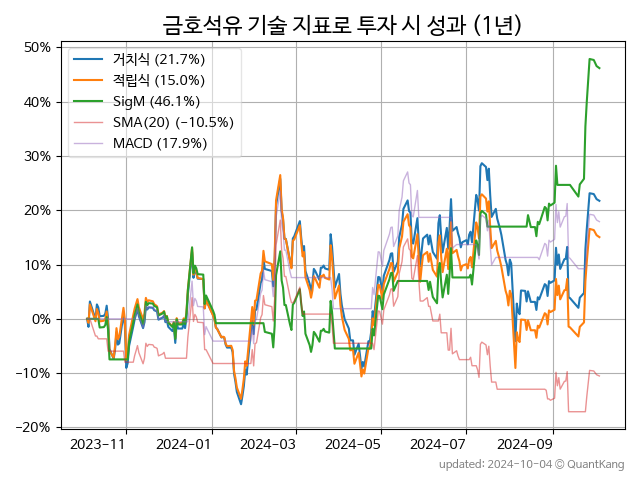 금호석유 기술 지표로 투자 시 성과 (1년)
50%
40%
30%
20%
10%
0%
−10%
−20%
거치식 (21.7%)
적립식 (15.0%)
SigM (46.1%)
SMA(20) (−10.5%)
MACD (17.9%)
2023-11
2024-01
2024-03
2024-05
2024-07
2024-09
updated: 2024-10-04 ⓒ QuantKang